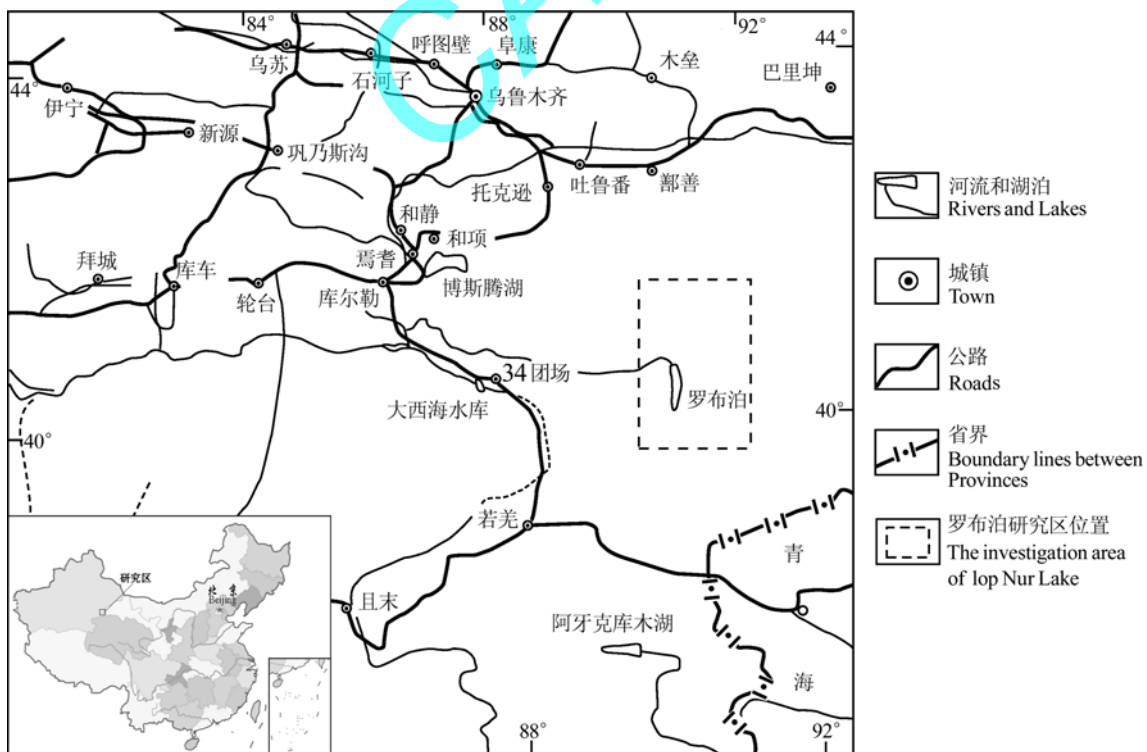 84°
88°
92°
44°
44°
呼图壁
阜康
木垒
巴里坤
乌苏
石河子
乌鲁木齐
伊宁
新源
巩乃斯沟
托克逊
吐鲁番
鄯善
和静
和项
焉耆
拜城
库车
轮台
库尔勒
博斯腾湖
34团场
大西海水库
罗布泊
40°
40°
若羌
且末
阿牙克库木湖
青
海
88°
92°
研究区
北 京
Beijing
河流和湖泊
Rivers and Lakes
城镇
Town
公路
Roads
省界
Boundary lines between
Provinces
罗布泊研究区位置
The investigation area
of lop Nur Lake